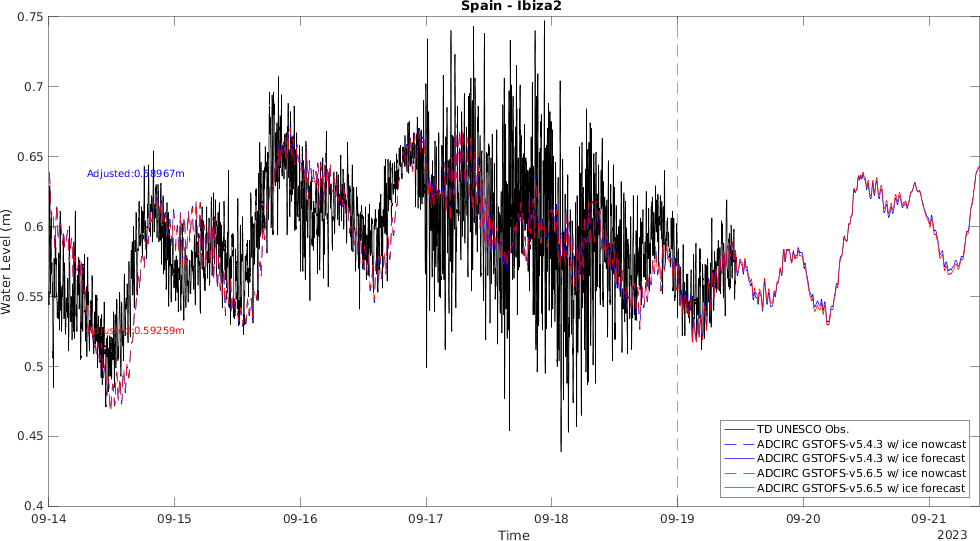 Spain - Ibiza2
Water Level (m)
0.75
0.7
0.65
0.6
0.55
0.5
0.45
0.4
Adjusted:0.58967m
Adjusted:0.59259m
TD UNESCO Obs.
ADCIRC GSTOFS-v5.4.3 w/ ice nowcast
ADCIRC GSTOFS-v5.4.3 w/ ice forecast
ADCIRC GSTOFS-v5.6.5 w/ ice nowcast
ADCIRC GSTOFS-v5.6.5 w/ ice forecast
09-14 09-15 09-16 09-17 09-18 09-19 09-20 09-21
Time
2023